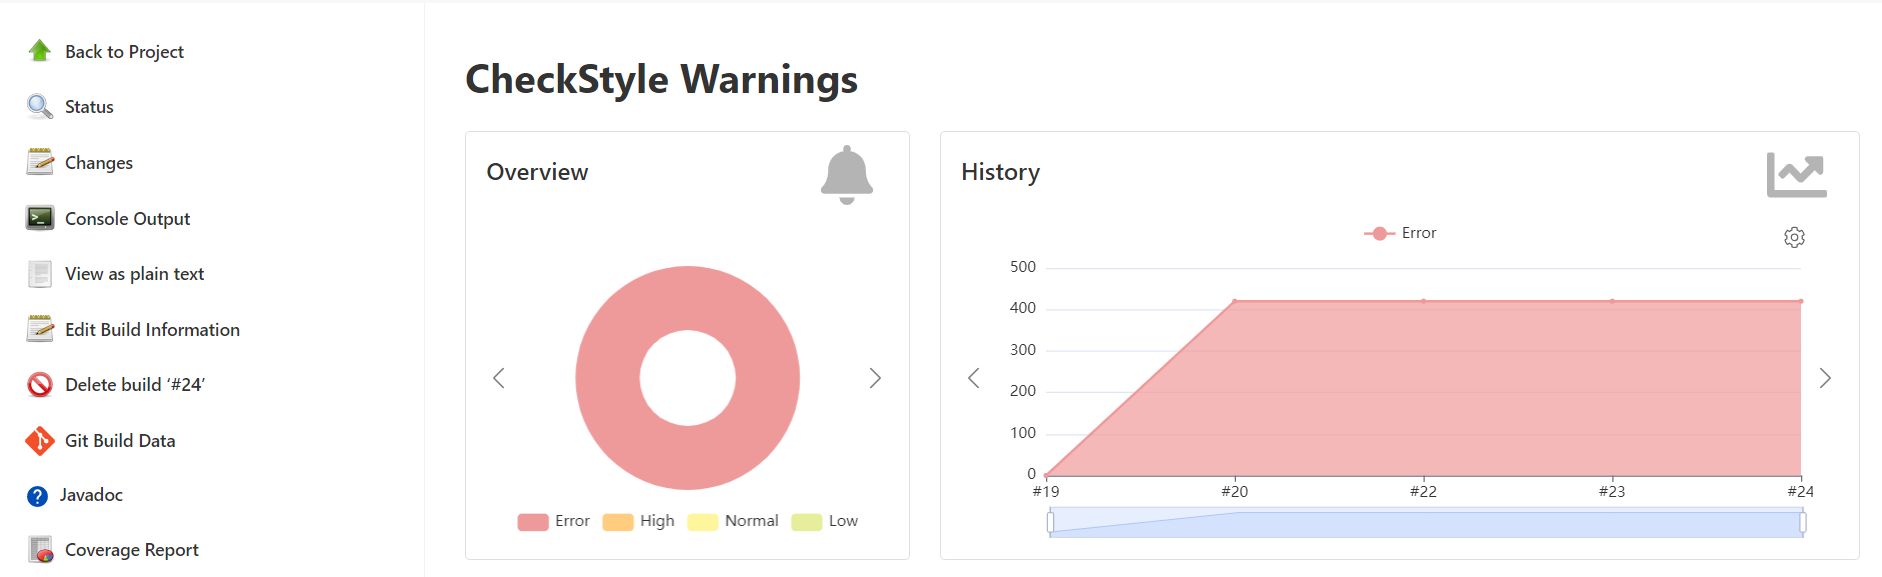 Back to Project
Status
Changes
Console Output
View as plain text
Edit Build Information
Delete build ‘#24’
Git Build Data
Javadoc
Coverage Report
CheckStyle Warnings
Overview
Error High Normal Low
History
Error
500
400
300
200
100
0
#19 #20 #22 #23 #24